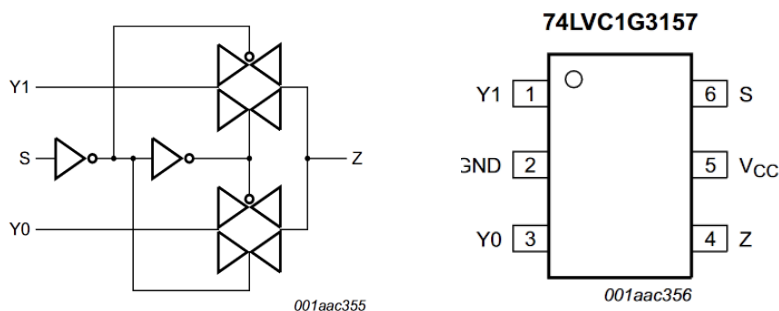 Y1
S
Z
Y0
001aac355
74LVC1G3157
Y1 1 6 S
GND 2 5 VCC
Y0 3 4 Z
001aac356